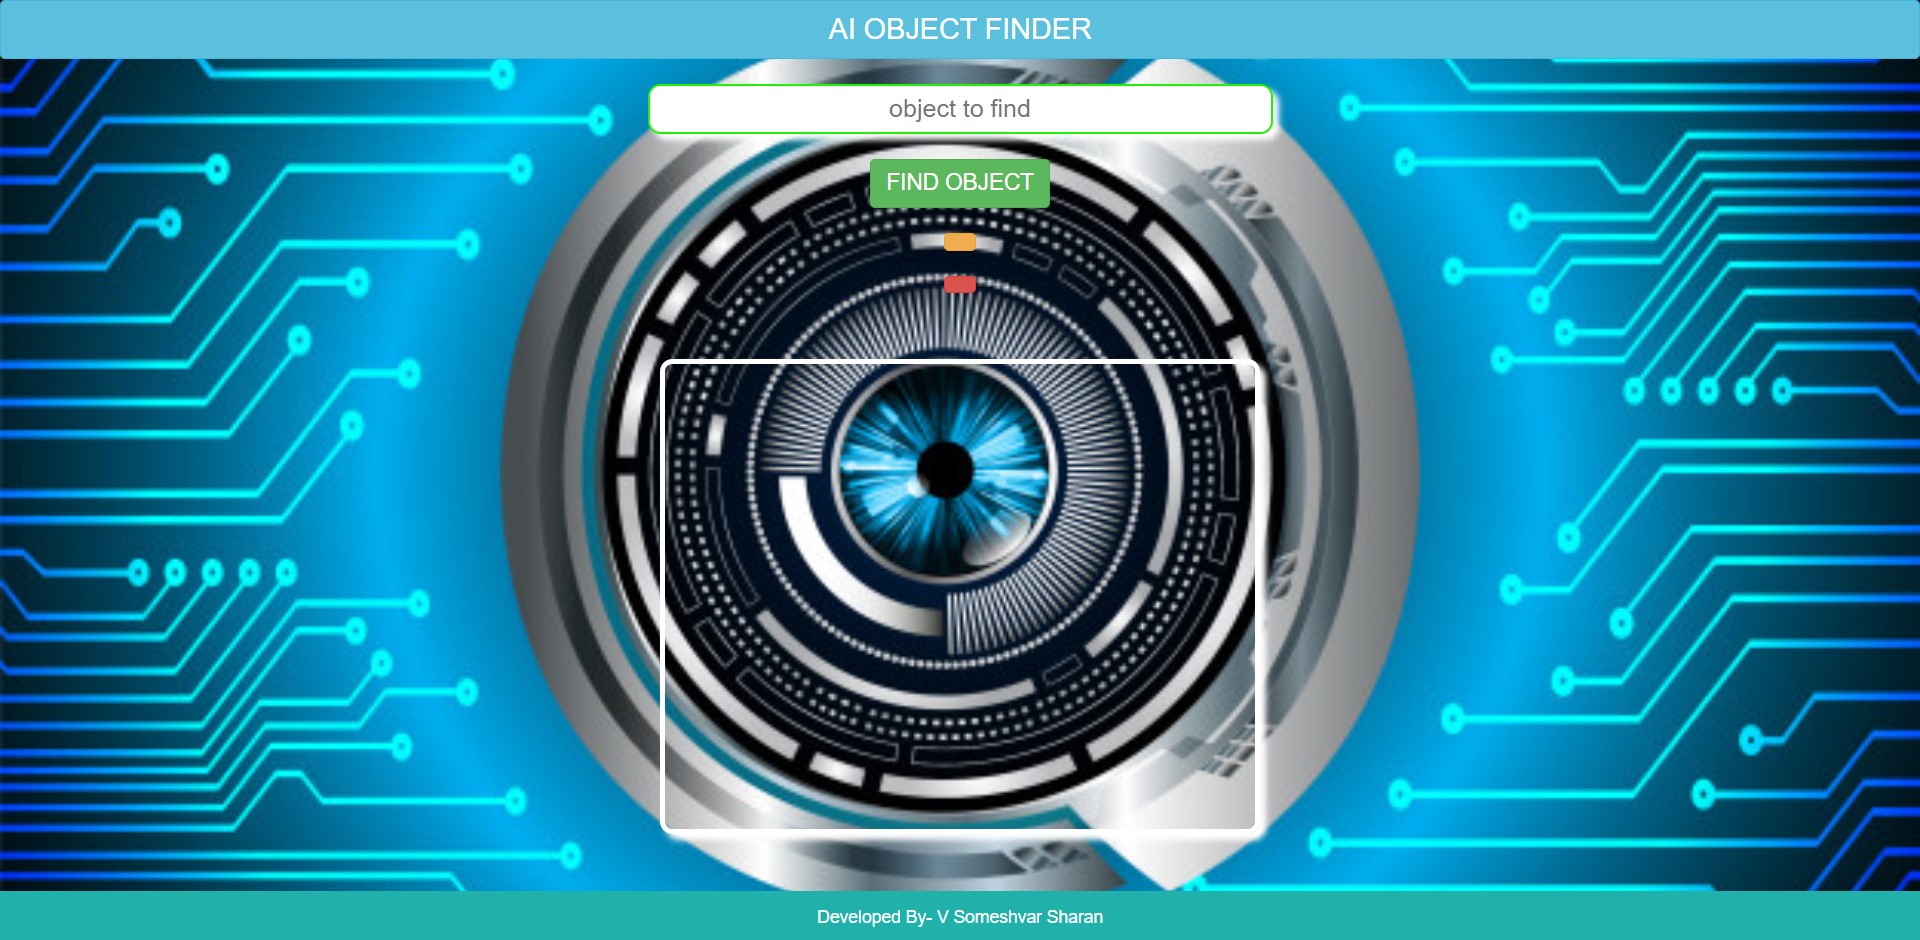 AI OBJECT FINDER
object to find
FIND OBJECT
Developed By- V Someshvar Sharan